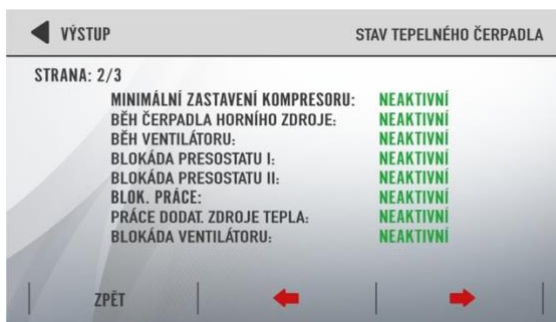 VÝSTUP STAV TEPELNÉHO ČERPADLA
STRANA: 2/3
MINIMÁLNÍ ZASTAVENÍ KOMPRESORU: NEAKTIVNÍ
BĚH ČERPADLA HORNÍHO ZDROJE: NEAKTIVNÍ
BĚH VENTILÁTORU: NEAKTIVNÍ
BLOKÁDA PRESOSTATU I: NEAKTIVNÍ
BLOKÁDA PRESOSTATU II: NEAKTIVNÍ
BLOK. PRÁCE: NEAKTIVNÍ
PRÁCE DODAT. ZDROJE TEPLA: NEAKTIVNÍ
BLOKÁDA VENTILÁTORU: NEAKTIVNÍ
ZPĚT